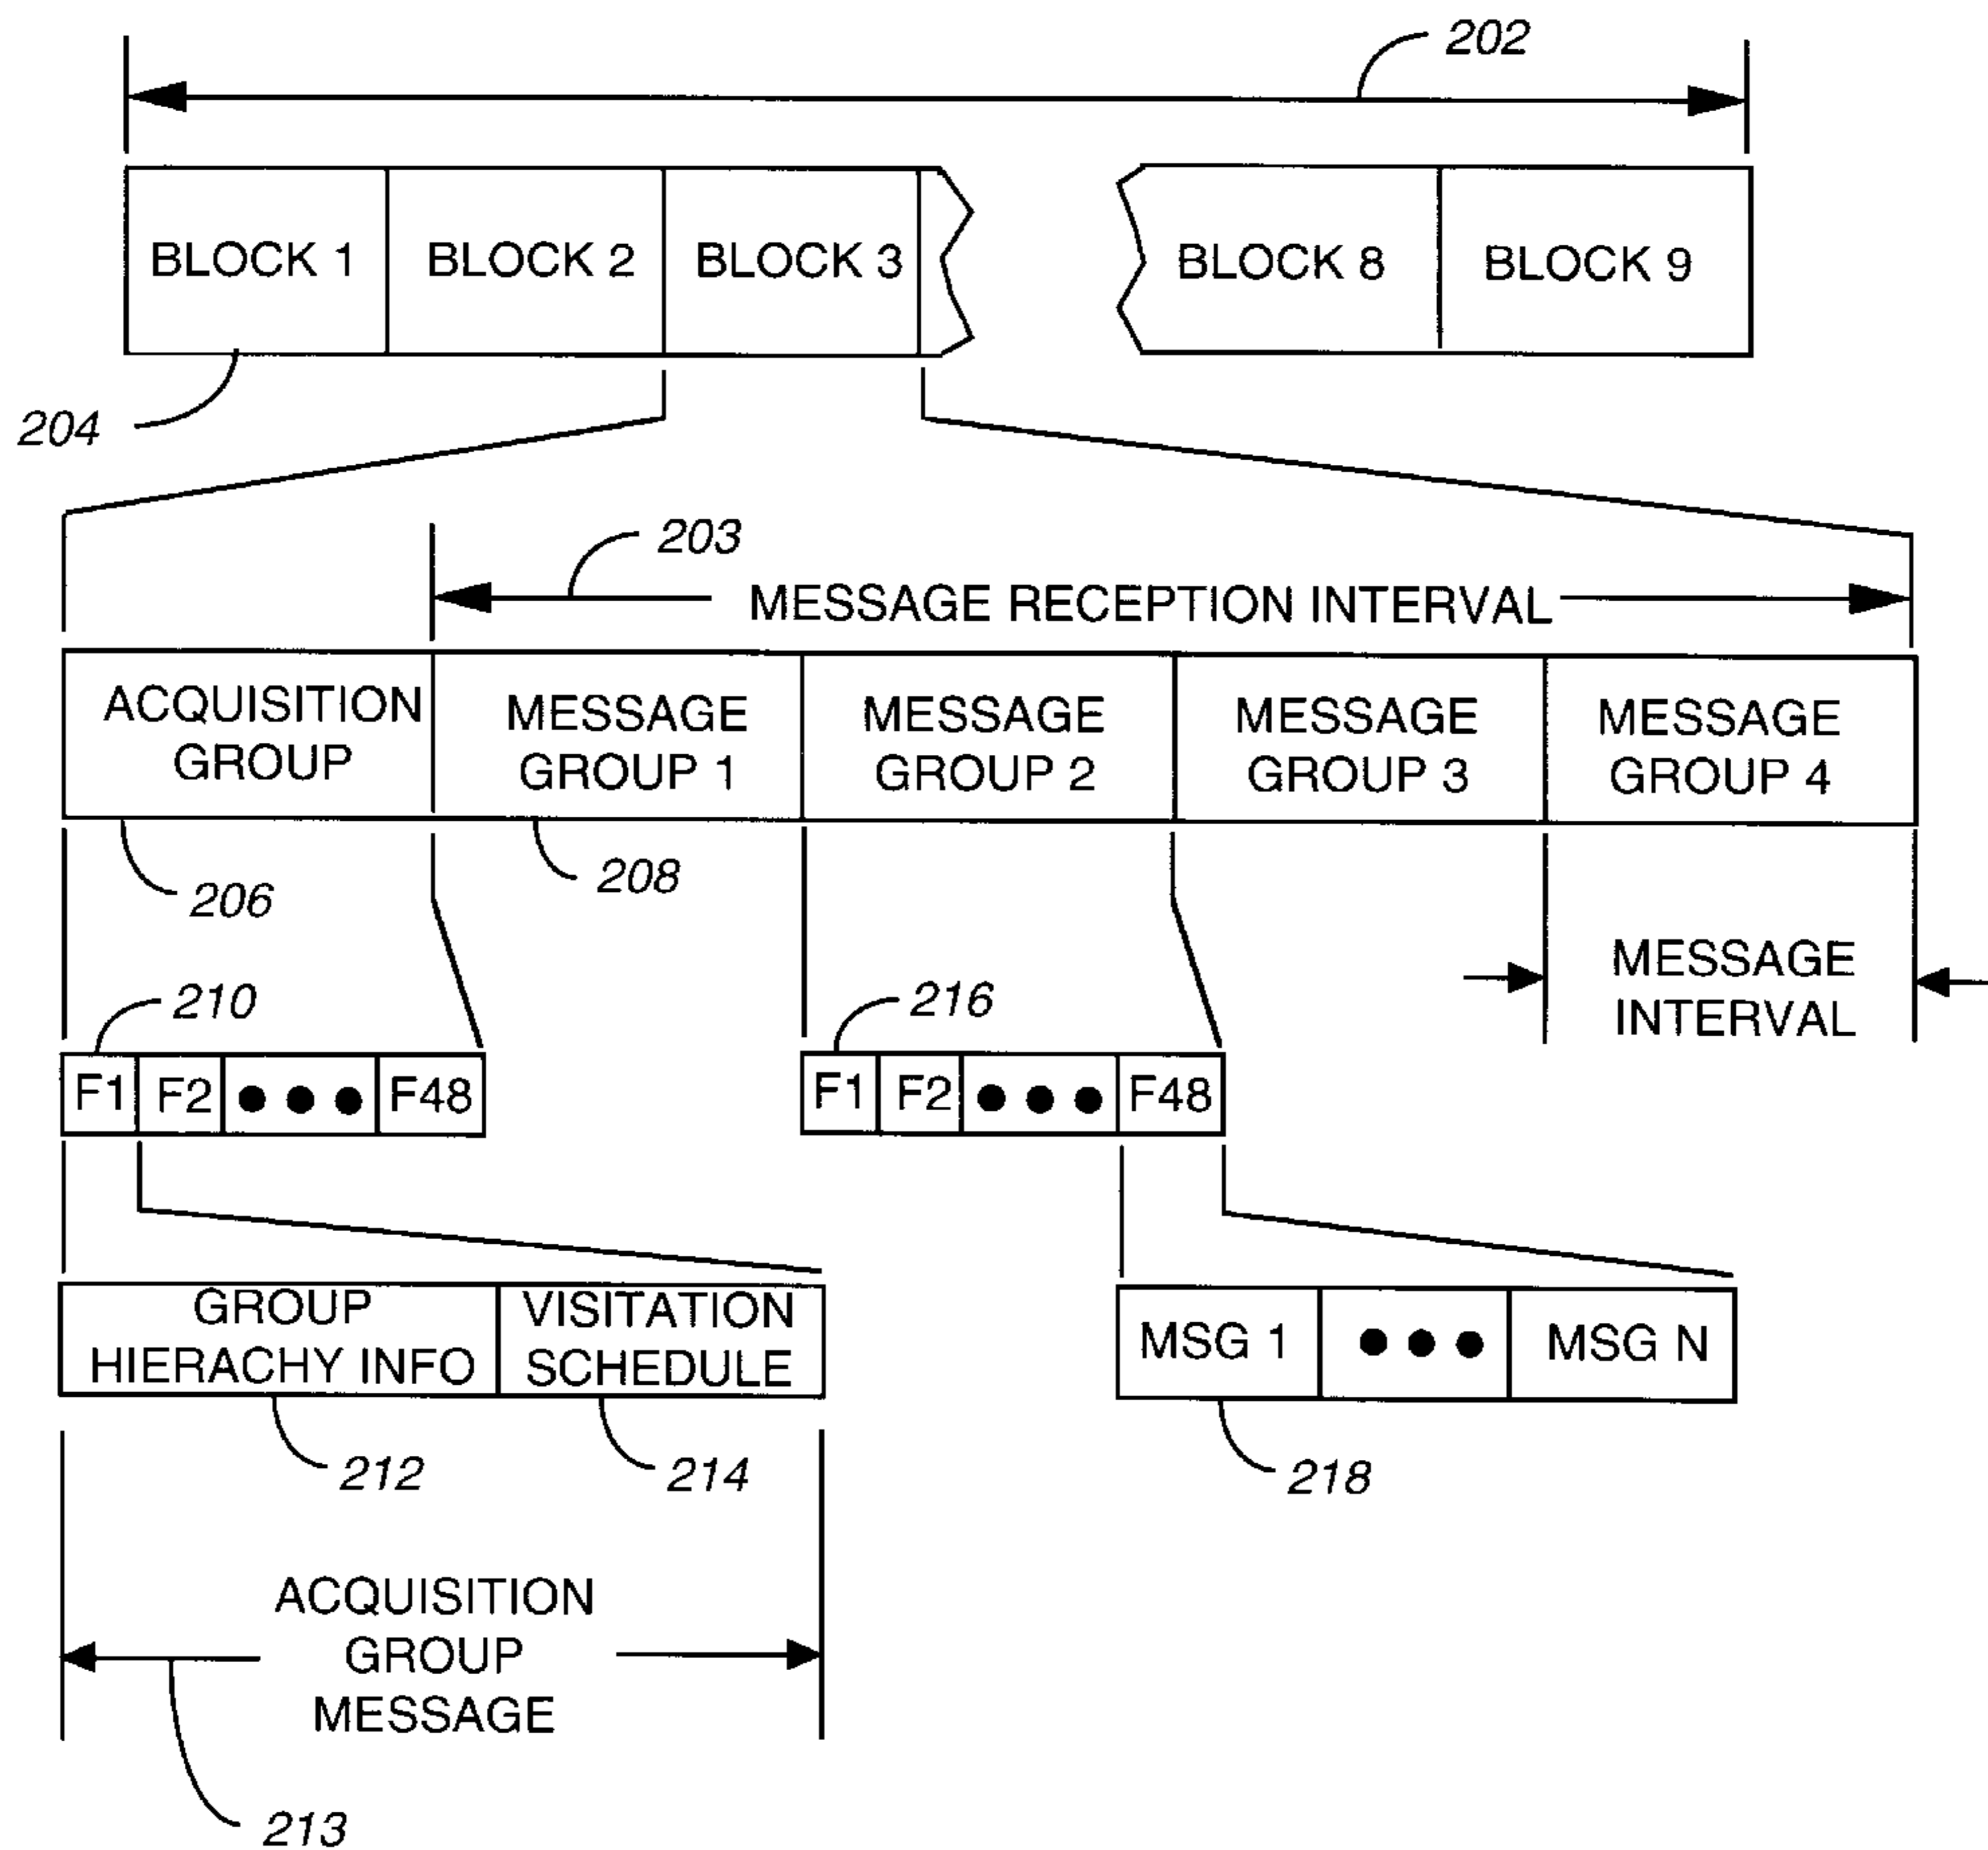 202
BLOCK 1 BLOCK 2 BLOCK 3 BLOCK 8 BLOCK 9
204
203
MESSAGE RECEPTION INTERVAL
ACQUISITION GROUP
MESSAGE GROUP 1
MESSAGE GROUP 2
MESSAGE GROUP 3
MESSAGE GROUP 4
206
208
MESSAGE
INTERVAL
210
216
F1 F2 ● ● ● F48
F1 F2 ● ● ● F48
GROUP
HIERACHY INFO
VISITATION
SCHEDULE
MSG 1 ● ● ● MSG N
212
214
218
ACQUISITION
GROUP
MESSAGE
213